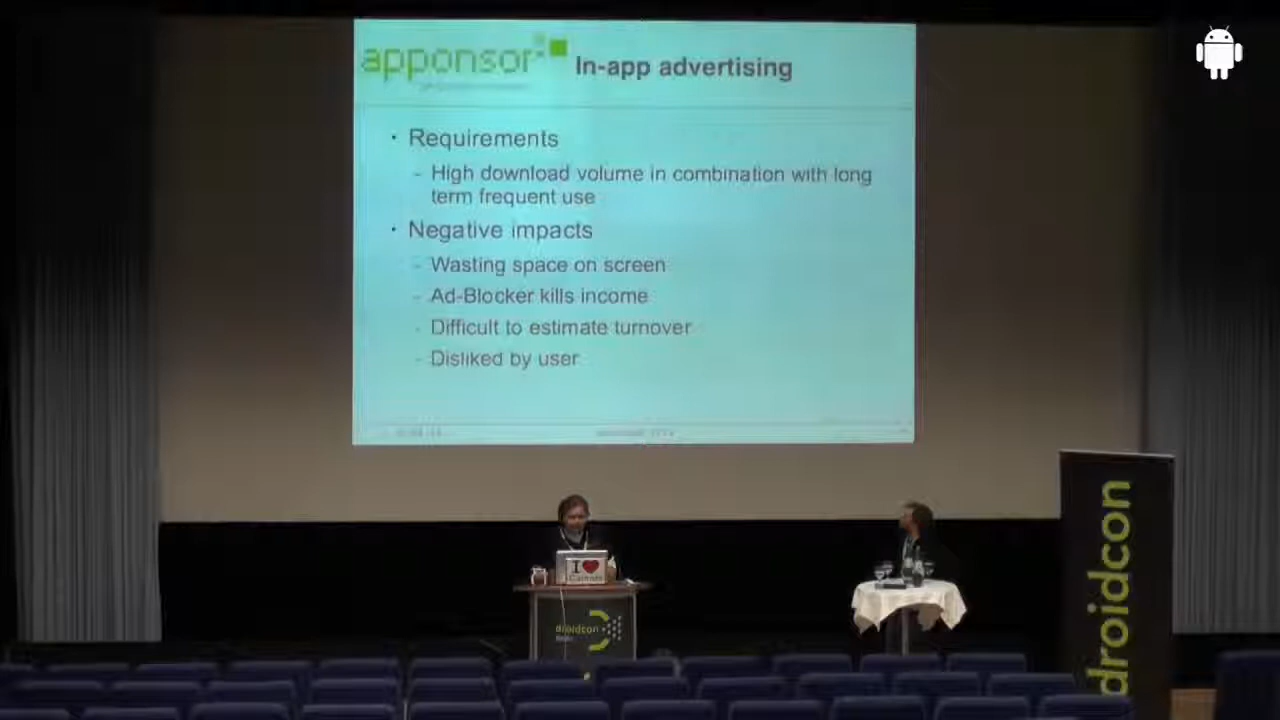 apponsor
In-app advertising
· Requirements
- High download volume in combination with long
term frequent use
· Negative impacts
- Wasting space on screen
- Ad-Blocker kills income
- Difficult to estimate turnover
- Disliked by user
I
droidcon
droidcon